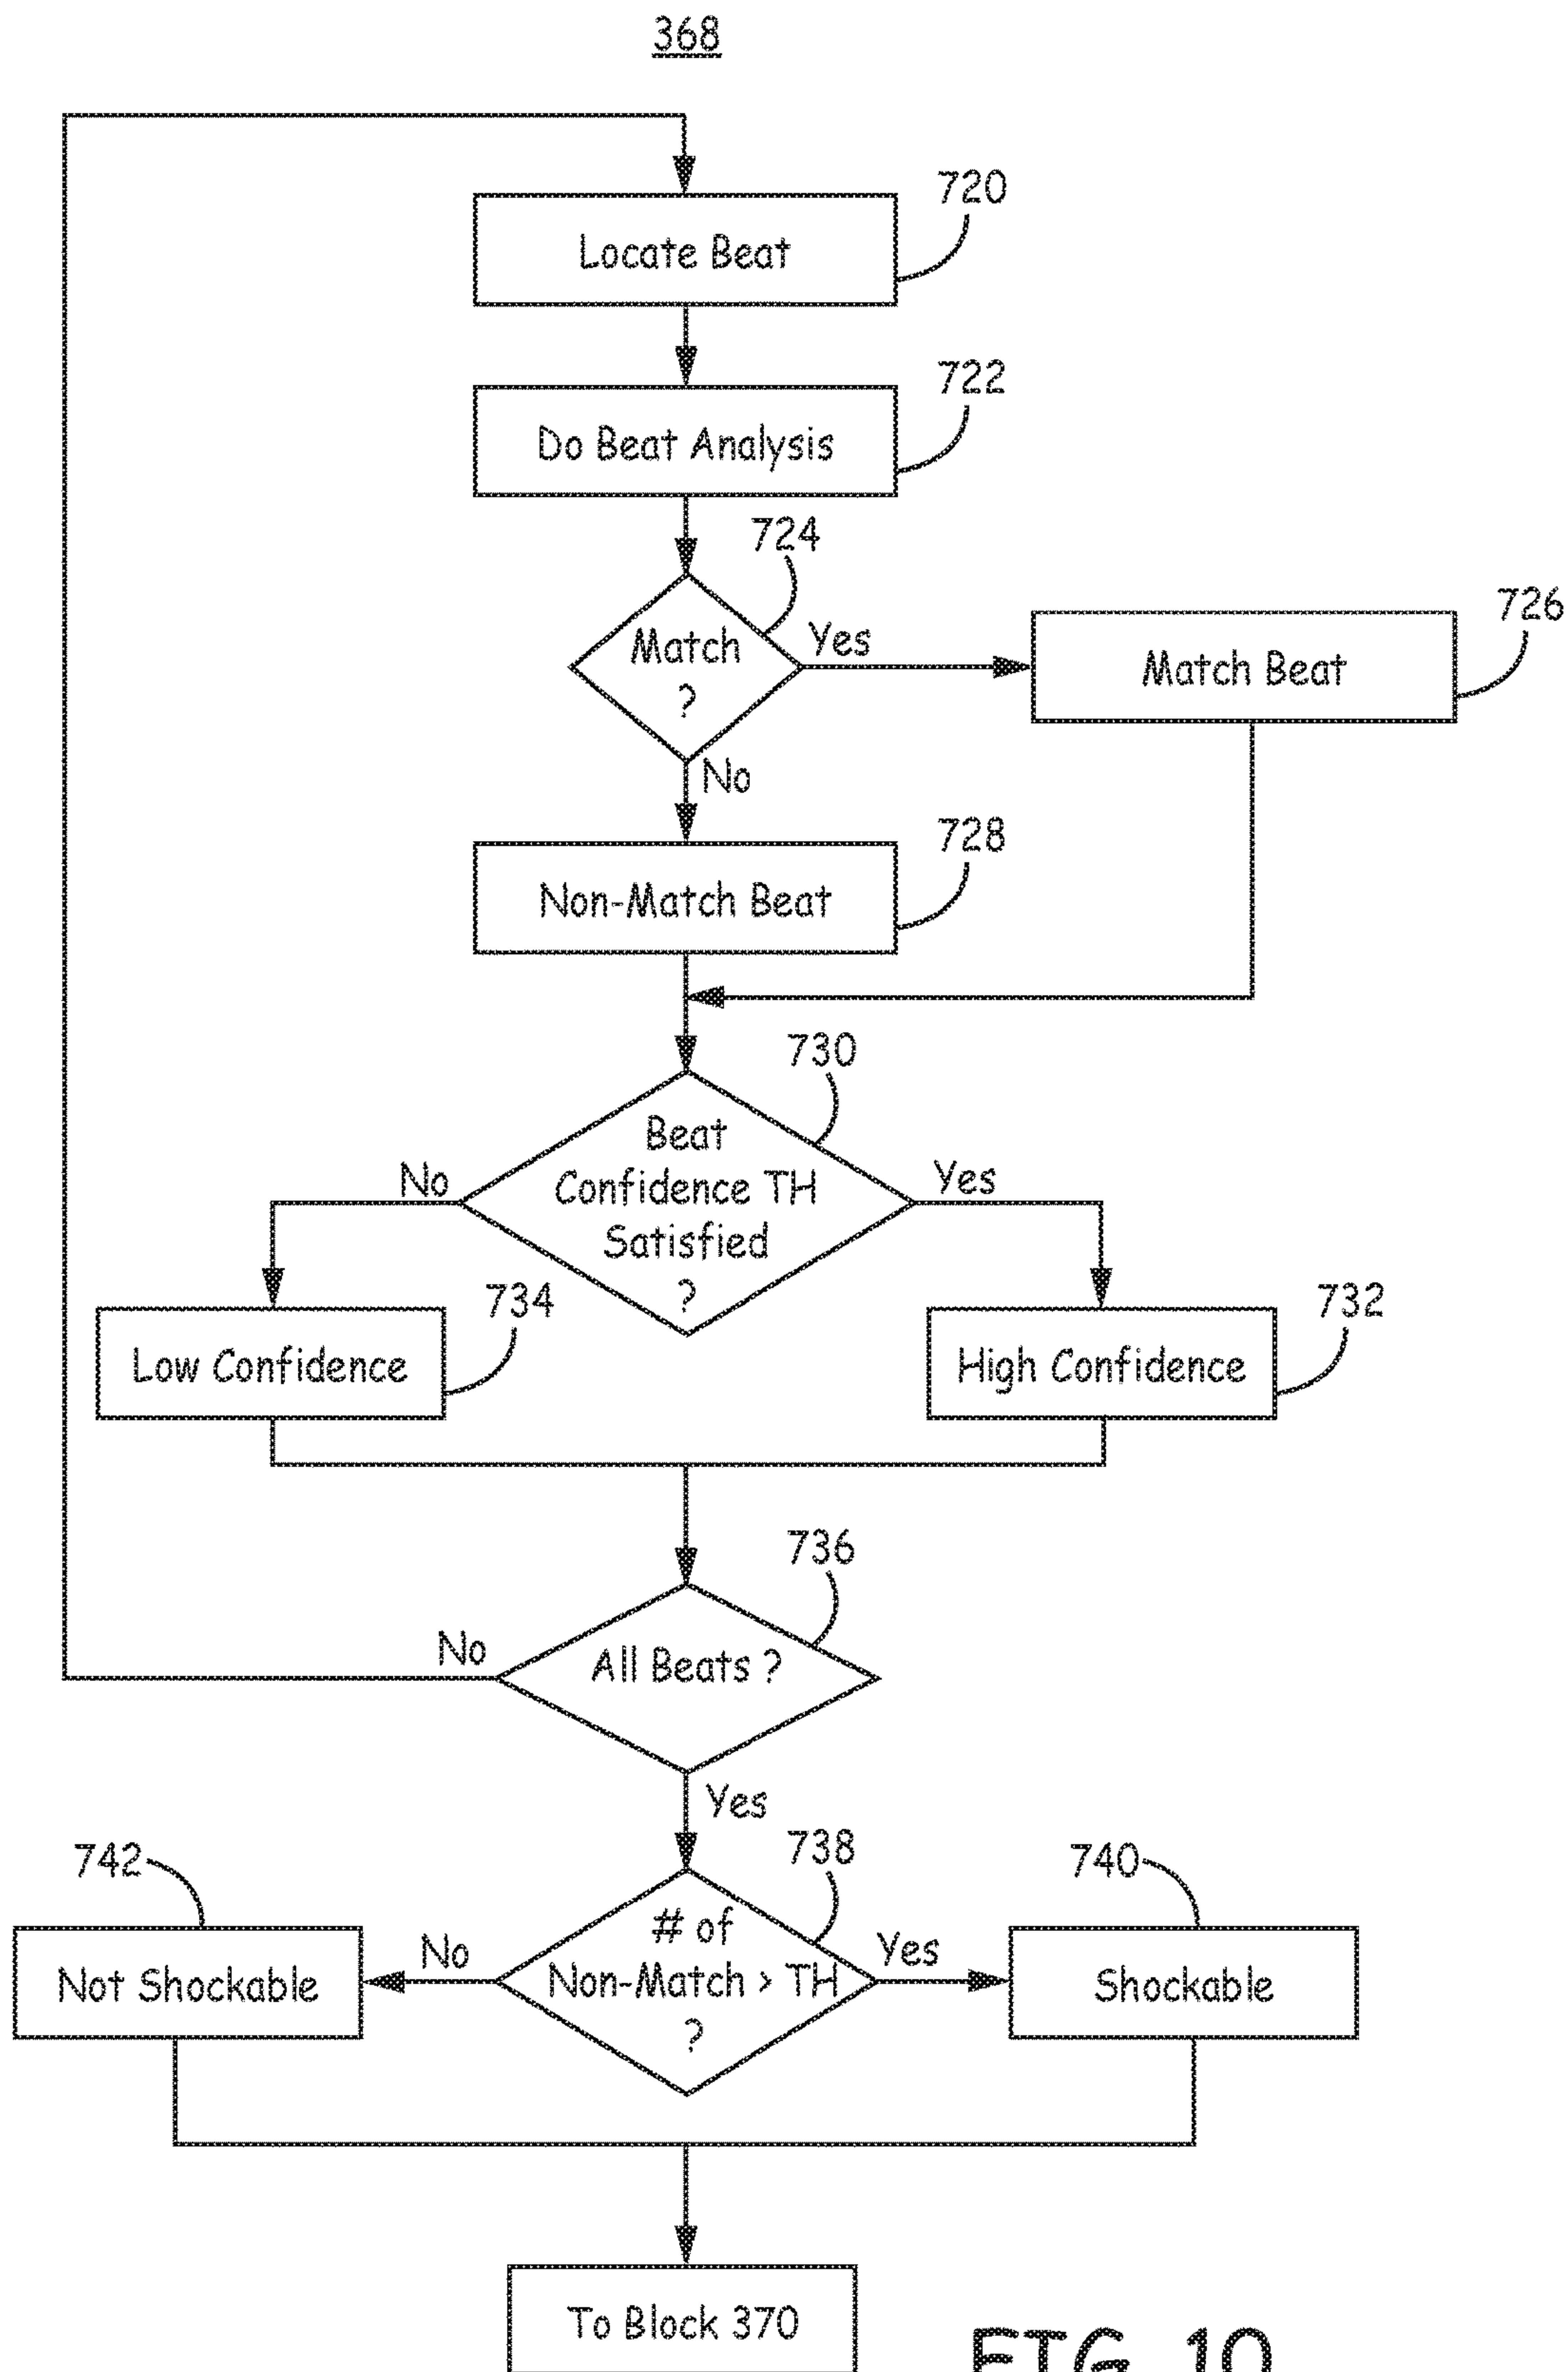 368
720
Locate Beat
722
Do Beat Analysis
724
Match
?
Yes
726
Match Beat
No
728
Non-Match Beat
730
Beat
Confidence TH
Satisfied
?
No
Yes
734
Low Confidence
732
High Confidence
736
All Beats ?
No
Yes
738
742
740
# of
Non-Match > TH
?
No
Yes
Not Shockable
Shockable
To Block 370
FIG. 10